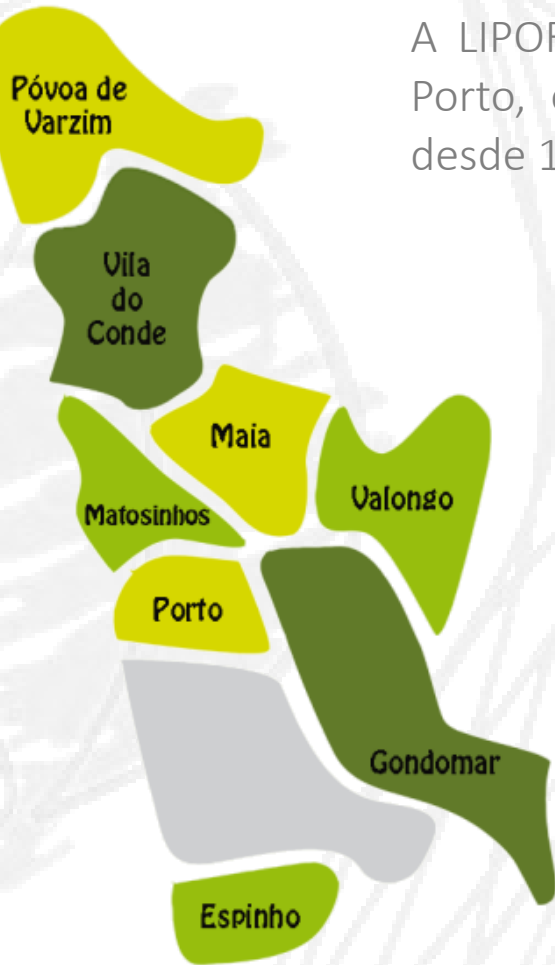 A LIPOR
Porto,
desde 1
Póvoa de
Varzim
Vila
do
Conde
Maia
Matosinhos
Valongo
Porto
Gondomar
Espinho